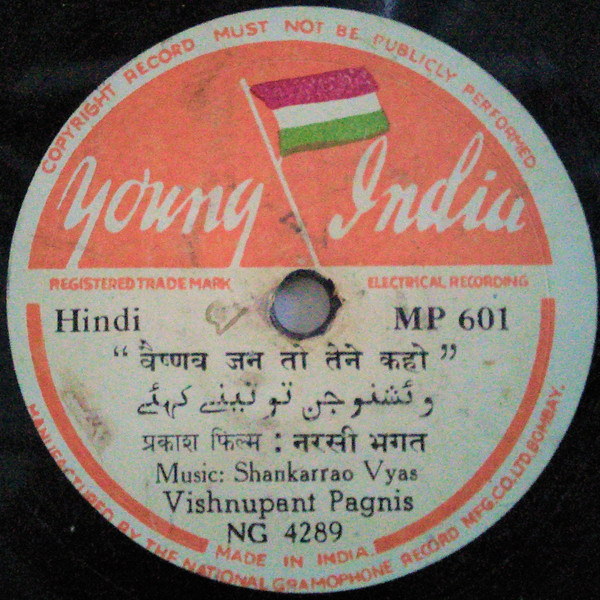 COPYRIGHT RECORD MUST NOT BE PUBLICLY PERFORMED
Young India
REGISTERED TRADE MARK ELECTRICAL RECORDING
Hindi MP 601
“ वैष्णव जन तो तेने कहो ”
وئشنوجن تو تینے کہئے
प्रकाश फिल्म : नरसी भगत
Music: Shankarrao Vyas
Vishnupant Pagnis
NG 4289
MADE IN INDIA.
MANUFACTURED BY THE NATIONAL GRAMOPHONE RECORD MFG.CO.LTD.BOMBAY.